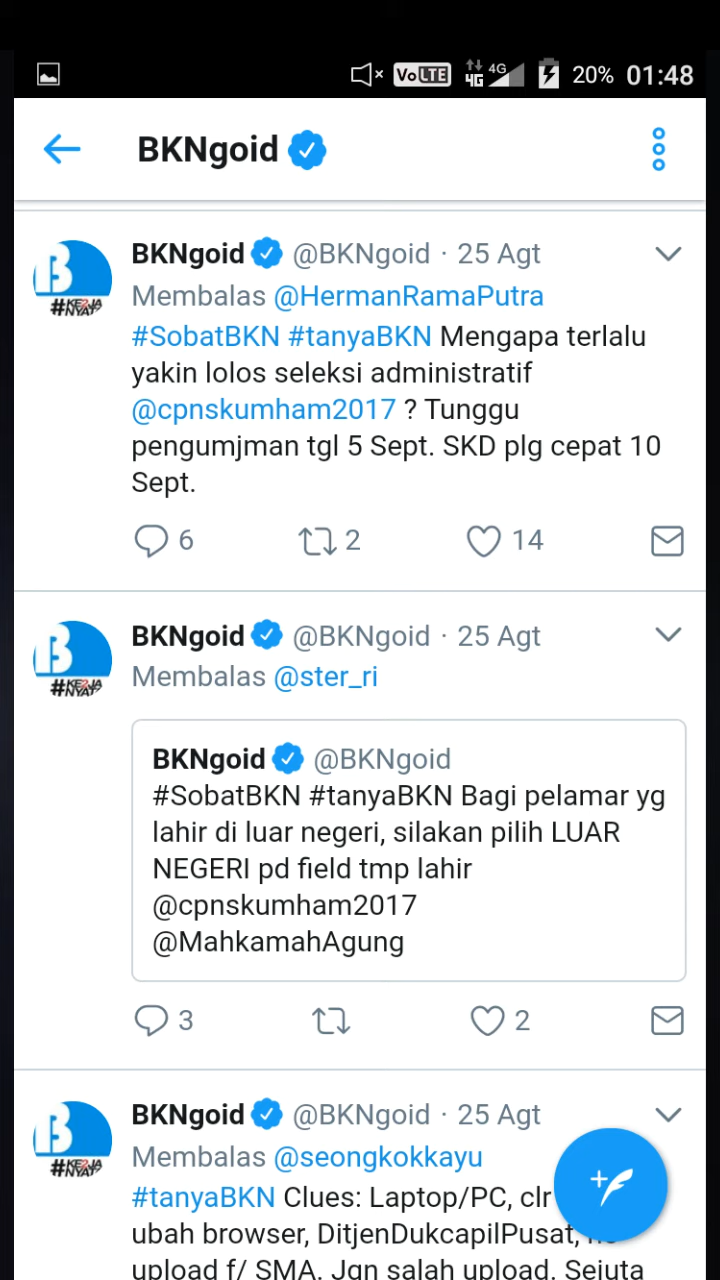 VoLTE 4G 4G 20% 01:48
BKNgoid
BKNgoid @BKNgoid · 25 Agt
Membalas @HermanRamaPutra
#SobatBKN #tanyaBKN Mengapa terlalu
yakin lolos seleksi administratif
@cpnskumham2017 ? Tunggu
pengumjman tgl 5 Sept. SKD plg cepat 10
Sept.
6 2 14
BKNgoid @BKNgoid · 25 Agt
Membalas @ster_ri
BKNgoid @BKNgoid
#SobatBKN #tanyaBKN Bagi pelamar yg
lahir di luar negeri, silakan pilih LUAR
NEGERI pd field tmp lahir
@cpnskumham2017
@MahkamahAgung
3 2
BKNgoid @BKNgoid · 25 Agt
Membalas @seongkokkayu
#tanyaBKN Clues: Laptop/PC, clr
ubah browser, DitjenDukcapilPusat,
upload f/ SMA. Jgn salah upload. Sejuta